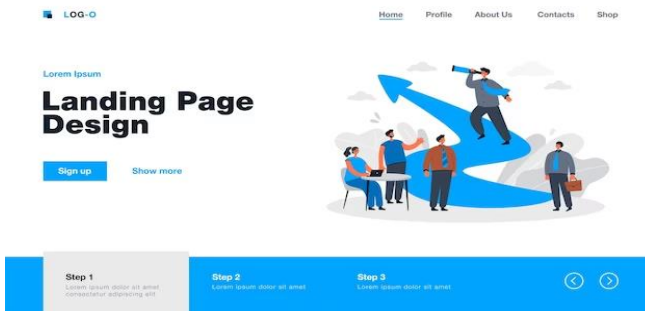 LOG-O
Home Profile About Us Contacts Shop
Lorem Ipsum
Landing Page
Design
Sign up Show more
Step 1
Lorem ipsum dolor sit amet
consectetur adipiscing elit
Step 2
Lorem ipsum dolor sit amet
Step 3
Lorem ipsum dolor sit amet